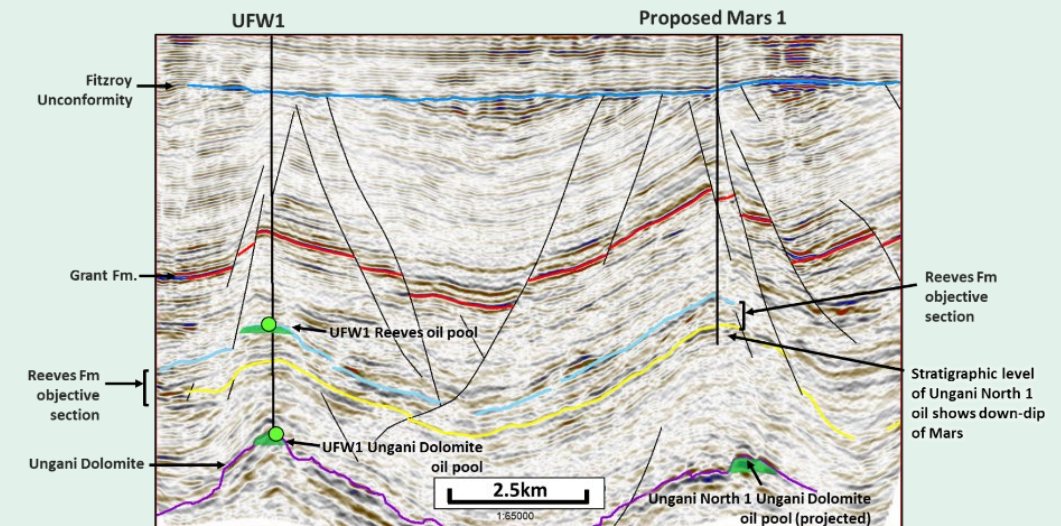 UFW1
Proposed Mars 1
Fitzroy
Unconformity
Grant Fm.
Reeves Fm
objective
section
UFW1 Reeves oil pool
Reeves Fm
objective
section
Stratigraphic level
of Ungani North 1
oil shows down-dip
of Mars
UFW1 Ungani Dolomite
oil pool
Ungani Dolomite
2.5km
1:65000
Ungani North 1 Ungani Dolomite
oil pool (projected)